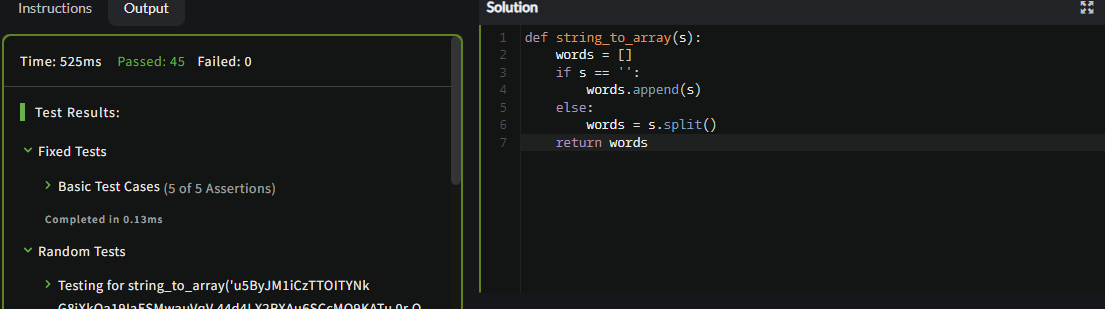 Instructions
Output
Time: 525ms Passed: 45 Failed: 0
Test Results:
Fixed Tests
Basic Test Cases (5 of 5 Assertions)
Completed in 0.13ms
Random Tests
Testing for string_to_array('u5ByJM1iCzTTOITYNk
Solution
1 def string_to_array(s):
2     words = []
3     if s == '':
4         words.append(s)
5     else:
6         words = s.split()
7     return words